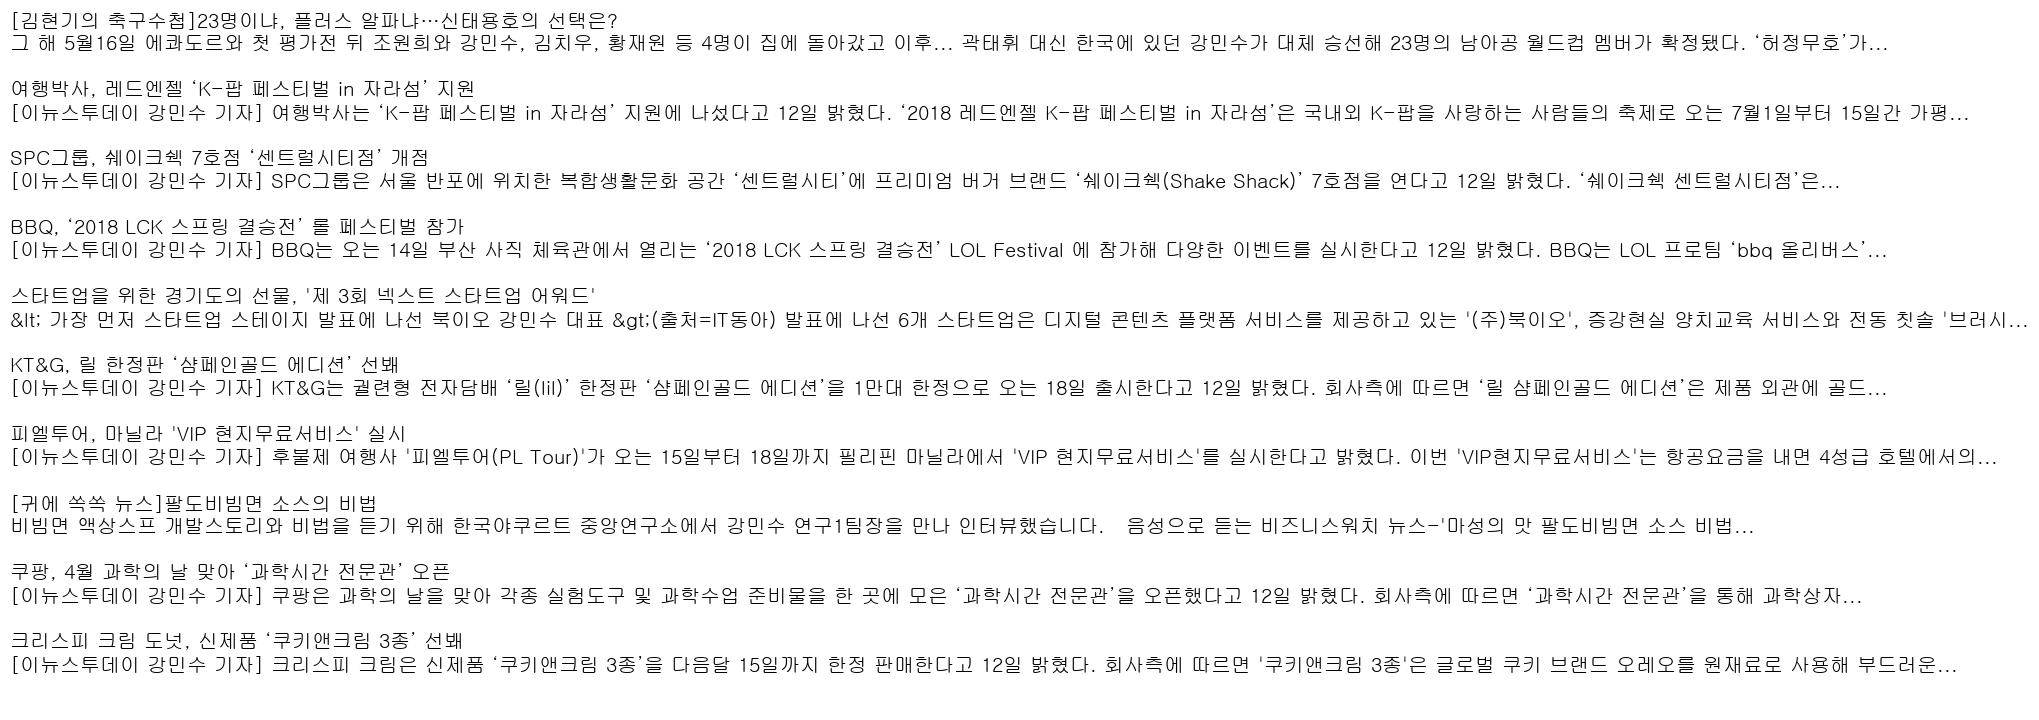 [김현기의 축구수첩]23명이냐, 플러스 알파냐…신태용호의 선택은?
그 해 5월16일 에콰도르와 첫 평가전 뒤 조원희와 강민수, 김치우, 황재원 등 4명이 집에 돌아갔고 이후... 곽태휘 대신 한국에 있던 강민수가 대체 승선해 23명의 남아공 월드컵 멤버가 확정됐다. ‘허정무호’가...
여행박사, 레드엔젤 ‘K-팝 페스티벌 in 자라섬’ 지원
[이뉴스투데이 강민수 기자] 여행박사는 ‘K-팝 페스티벌 in 자라섬’ 지원에 나섰다고 12일 밝혔다. ‘2018 레드엔젤 K-팝 페스티벌 in 자라섬’은 국내외 K-팝을 사랑하는 사람들의 축제로 오는 7월1일부터 15일간 가평...
SPC그룹, 쉐이크쉑 7호점 ‘센트럴시티점’ 개점
[이뉴스투데이 강민수 기자] SPC그룹은 서울 반포에 위치한 복합생활문화 공간 ‘센트럴시티’에 프리미엄 버거 브랜드 ‘쉐이크쉑(Shake Shack)’ 7호점을 연다고 12일 밝혔다. ‘쉐이크쉑 센트럴시티점’은...
BBQ, ‘2018 LCK 스프링 결승전’ 롤 페스티벌 참가
[이뉴스투데이 강민수 기자] BBQ는 오는 14일 부산 사직 체육관에서 열리는 ‘2018 LCK 스프링 결승전’ LOL Festival 에 참가해 다양한 이벤트를 실시한다고 12일 밝혔다. BBQ는 LOL 프로팀 ‘bbq 올리버스’...
스타트업을 위한 경기도의 선물, '제 3회 넥스트 스타트업 어워드'
&lt; 가장 먼저 스타트업 스테이지 발표에 나선 북이오 강민수 대표 &gt;(출처=IT동아) 발표에 나선 6개 스타트업은 디지털 콘텐츠 플랫폼 서비스를 제공하고 있는 '(주)북이오', 증강현실 양치교육 서비스와 전동 칫솔 '브러시...
KT&G, 릴 한정판 ‘샴페인골드 에디션’ 선봬
[이뉴스투데이 강민수 기자] KT&G는 궐련형 전자담배 ‘릴(lil)’ 한정판 ‘샴페인골드 에디션’을 1만대 한정으로 오는 18일 출시한다고 12일 밝혔다. 회사측에 따르면 ‘릴 샴페인골드 에디션’은 제품 외관에 골드...
피엘투어, 마닐라 'VIP 현지무료서비스' 실시
[이뉴스투데이 강민수 기자] 후불제 여행사 '피엘투어(PL Tour)'가 오는 15일부터 18일까지 필리핀 마닐라에서 'VIP 현지무료서비스'를 실시한다고 밝혔다. 이번 'VIP현지무료서비스'는 항공요금을 내면 4성급 호텔에서의...
[귀에 쏙쏙 뉴스]팔도비빔면 소스의 비법
비빔면 액상스프 개발스토리와 비법을 듣기 위해 한국야쿠르트 중앙연구소에서 강민수 연구1팀장을 만나 인터뷰했습니다.   음성으로 듣는 비즈니스워치 뉴스-'마성의 맛 팔도비빔면 소스 비법...
쿠팡, 4월 과학의 날 맞아 ‘과학시간 전문관’ 오픈
[이뉴스투데이 강민수 기자] 쿠팡은 과학의 날을 맞아 각종 실험도구 및 과학수업 준비물을 한 곳에 모은 ‘과학시간 전문관’을 오픈했다고 12일 밝혔다. 회사측에 따르면 ‘과학시간 전문관’을 통해 과학상자...
크리스피 크림 도넛, 신제품 ‘쿠키앤크림 3종’ 선봬
[이뉴스투데이 강민수 기자] 크리스피 크림은 신제품 ‘쿠키앤크림 3종’을 다음달 15일까지 한정 판매한다고 12일 밝혔다. 회사측에 따르면 '쿠키앤크림 3종'은 글로벌 쿠키 브랜드 오레오를 원재료로 사용해 부드러운...